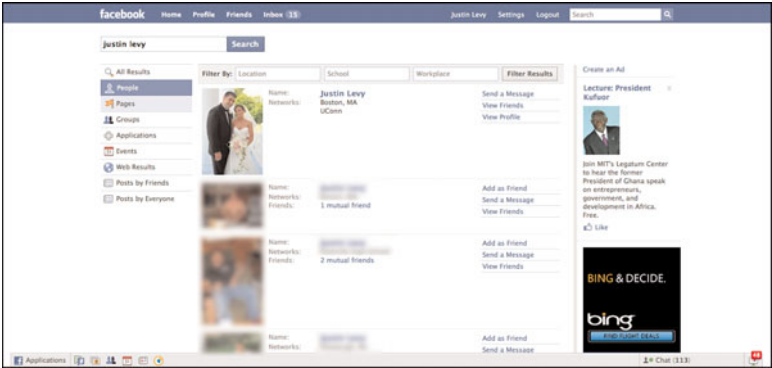 facebook Home Profile Friends Inbox 15 Justin Levy Settings Logout Search
justin levy Search
All Results
People
Pages
Groups
Applications
Events
Web Results
Posts by Friends
Posts by Everyone
Filter By: Location School Workplace Filter Results
Name: Justin Levy
Networks: Boston, MA
UConn
Send a Message
View Friends
View Profile
Name:
Networks:
Friends: 1 mutual friend
Add as Friend
Send a Message
View Friends
Name:
Networks:
Friends: 2 mutual friends
Add as Friend
Send a Message
View Friends
Name:
Networks:
Add as Friend
Send a Message
Create an Ad
Lecture: President
Kufuor
Join MIT's Legatum Center
to hear the former
President of Ghana speak
on entrepreneurs,
government, and
development in Africa.
Free.
Like
BING & DECIDE.
bing
FIND FLIGHT DEALS
Applications Chat (113)